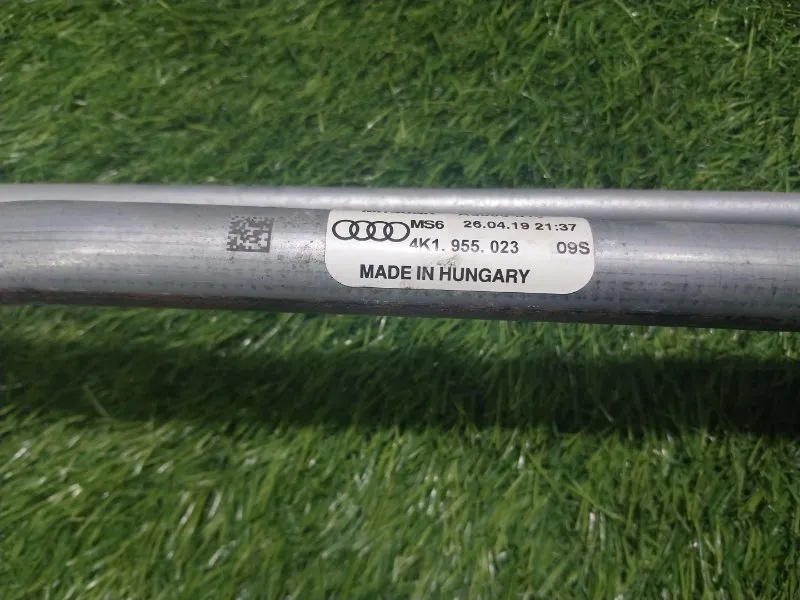 MS6 26.04.19 21:37
4K1. 955. 023 09S
MADE IN HUNGARY